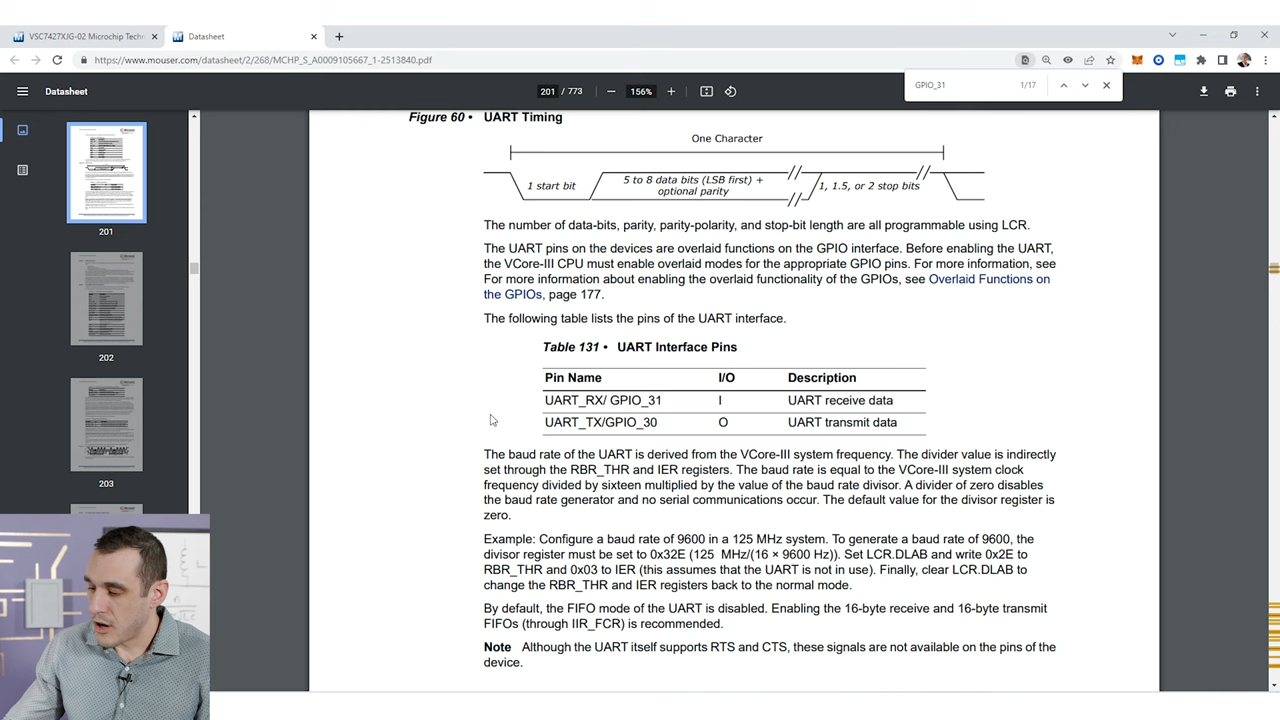 VSC7427XJG-02 Microchip Techn
Datasheet
https://www.mouser.com/datasheet/2/268/MCHP_S_A0009105667_1-2513840.pdf
GPIO_31
1/17
Datasheet
201 / 773
156%
201
202
203
Figure 60 • UART Timing
One Character
1 start bit
5 to 8 data bits (LSB first) +
optional parity
1, 1.5, or 2 stop bits
The number of data-bits, parity, parity-polarity, and stop-bit length are all programmable using LCR.
The UART pins on the devices are overlaid functions on the GPIO interface. Before enabling the UART,
the VCore-III CPU must enable overlaid modes for the appropriate GPIO pins. For more information, see
For more information about enabling the overlaid functionality of the GPIOs, see Overlaid Functions on
the GPIOs, page 177.
The following table lists the pins of the UART interface.
Table 131 • UART Interface Pins
Pin Name I/O Description
UART_RX/ GPIO_31 I UART receive data
UART_TX/GPIO_30 O UART transmit data
The baud rate of the UART is derived from the VCore-III system frequency. The divider value is indirectly
set through the RBR_THR and IER registers. The baud rate is equal to the VCore-III system clock
frequency divided by sixteen multiplied by the value of the baud rate divisor. A divider of zero disables
the baud rate generator and no serial communications occur. The default value for the divisor register is
zero.
Example: Configure a baud rate of 9600 in a 125 MHz system. To generate a baud rate of 9600, the
divisor register must be set to 0x32E (125 MHz/(16 × 9600 Hz)). Set LCR.DLAB and write 0x2E to
RBR_THR and 0x03 to IER (this assumes that the UART is not in use). Finally, clear LCR.DLAB to
change the RBR_THR and IER registers back to the normal mode.
By default, the FIFO mode of the UART is disabled. Enabling the 16-byte receive and 16-byte transmit
FIFOs (through IIR_FCR) is recommended.
Note Although the UART itself supports RTS and CTS, these signals are not available on the pins of the
device.